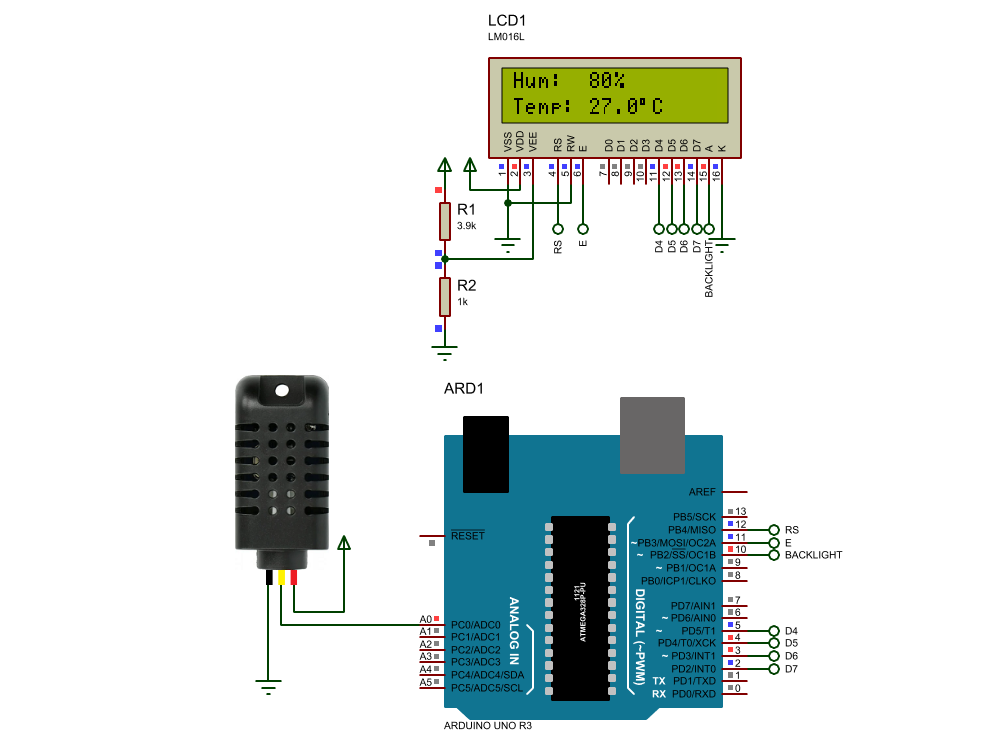 LCD1
LM016L
Hum: 80%
Temp: 27.0°C
VSS VDD VEE RS RW E D0 D1 D2 D3 D4 D5 D6 D7 A K
1 2 3 4 5 6 7 8 9 10 11 12 13 14 15 16
RS E D4 D5 D6 D7 BACKLIGHT
R1
3.9k
R2
1k
ARD1
AREF
RESET
PB5/SCK 13
PB4/MISO 12 RS
~PB3/MOSI/OC2A 11 E
~ PB2/SS/OC1B 10 BACKLIGHT
~ PB1/OC1A 9
PB0/ICP1/CLKO 8
PD7/AIN1 7
~ PD6/AIN0 6
~ PD5/T1 5 D4
PD4/T0/XCK 4 D5
~ PD3/INT1 3 D6
PD2/INT0 2 D7
TX PD1/TXD 1
RX PD0/RXD 0
DIGITAL (~PWM)
ATMEGA328P-PU
1121
ANALOG IN
A0 PC0/ADC0
A1 PC1/ADC1
A2 PC2/ADC2
A3 PC3/ADC3
A4 PC4/ADC4/SDA
A5 PC5/ADC5/SCL
ARDUINO UNO R3